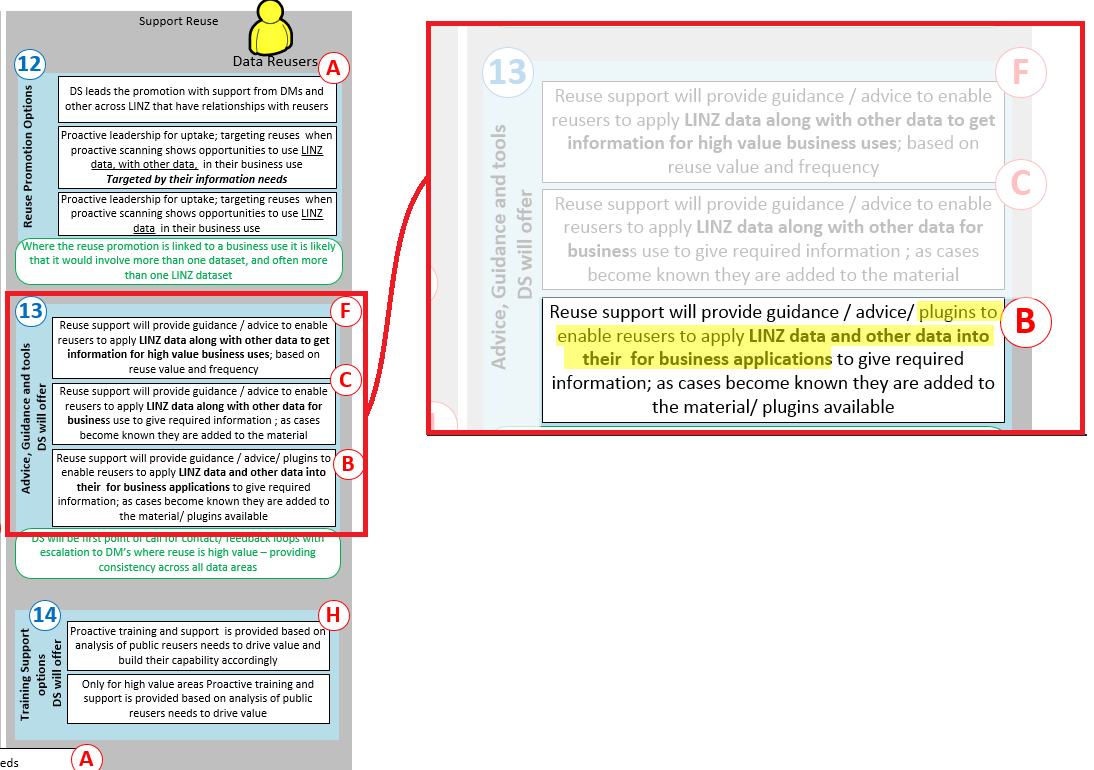 Support Reuse
Data Reusers
12
A
Reuse Promotion Options
DS leads the promotion with support from DMs and
other across LINZ that have relationships with reusers
Proactive leadership for uptake; targeting reuses when
proactive scanning shows opportunities to use LINZ
data, with other data, in their business use
Targeted by their information needs
Proactive leadership for uptake; targeting reuses when
proactive scanning shows opportunities to use LINZ
data in their business use
Where the reuse promotion is linked to a business use it is likely
that it would involve more than one dataset, and often more
than one LINZ dataset
13
F
Advice, Guidance and tools
DS will offer
Reuse support will provide guidance / advice to enable
reusers to apply LINZ data along with other data to get
information for high value business uses; based on
reuse value and frequency
C
Reuse support will provide guidance / advice to enable
reusers to apply LINZ data along with other data for
business use to give required information ; as cases
become known they are added to the material
B
Reuse support will provide guidance / advice/ plugins to
enable reusers to apply LINZ data and other data into
their for business applications to give required
information; as cases become known they are added to
the material/ plugins available
DS will be first point of call for contact/ feedback loops with
escalation to DM's where reuse is high value – providing
consistency across all data areas
14
H
Training Support
options
DS will offer
Proactive training and support is provided based on
analysis of public reusers needs to drive value and
build their capability accordingly
Only for high value areas Proactive training and
support is provided based on analysis of public
reusers needs to drive value
A
eds
13
F
Advice, Guidance and tools
DS will offer
Reuse support will provide guidance / advice to enable
reusers to apply LINZ data along with other data to get
information for high value business uses; based on
reuse value and frequency
C
Reuse support will provide guidance / advice to enable
reusers to apply LINZ data along with other data for
business use to give required information ; as cases
become known they are added to the material
B
Reuse support will provide guidance / advice/ plugins to
enable reusers to apply LINZ data and other data into
their for business applications to give required
information; as cases become known they are added to
the material/ plugins available